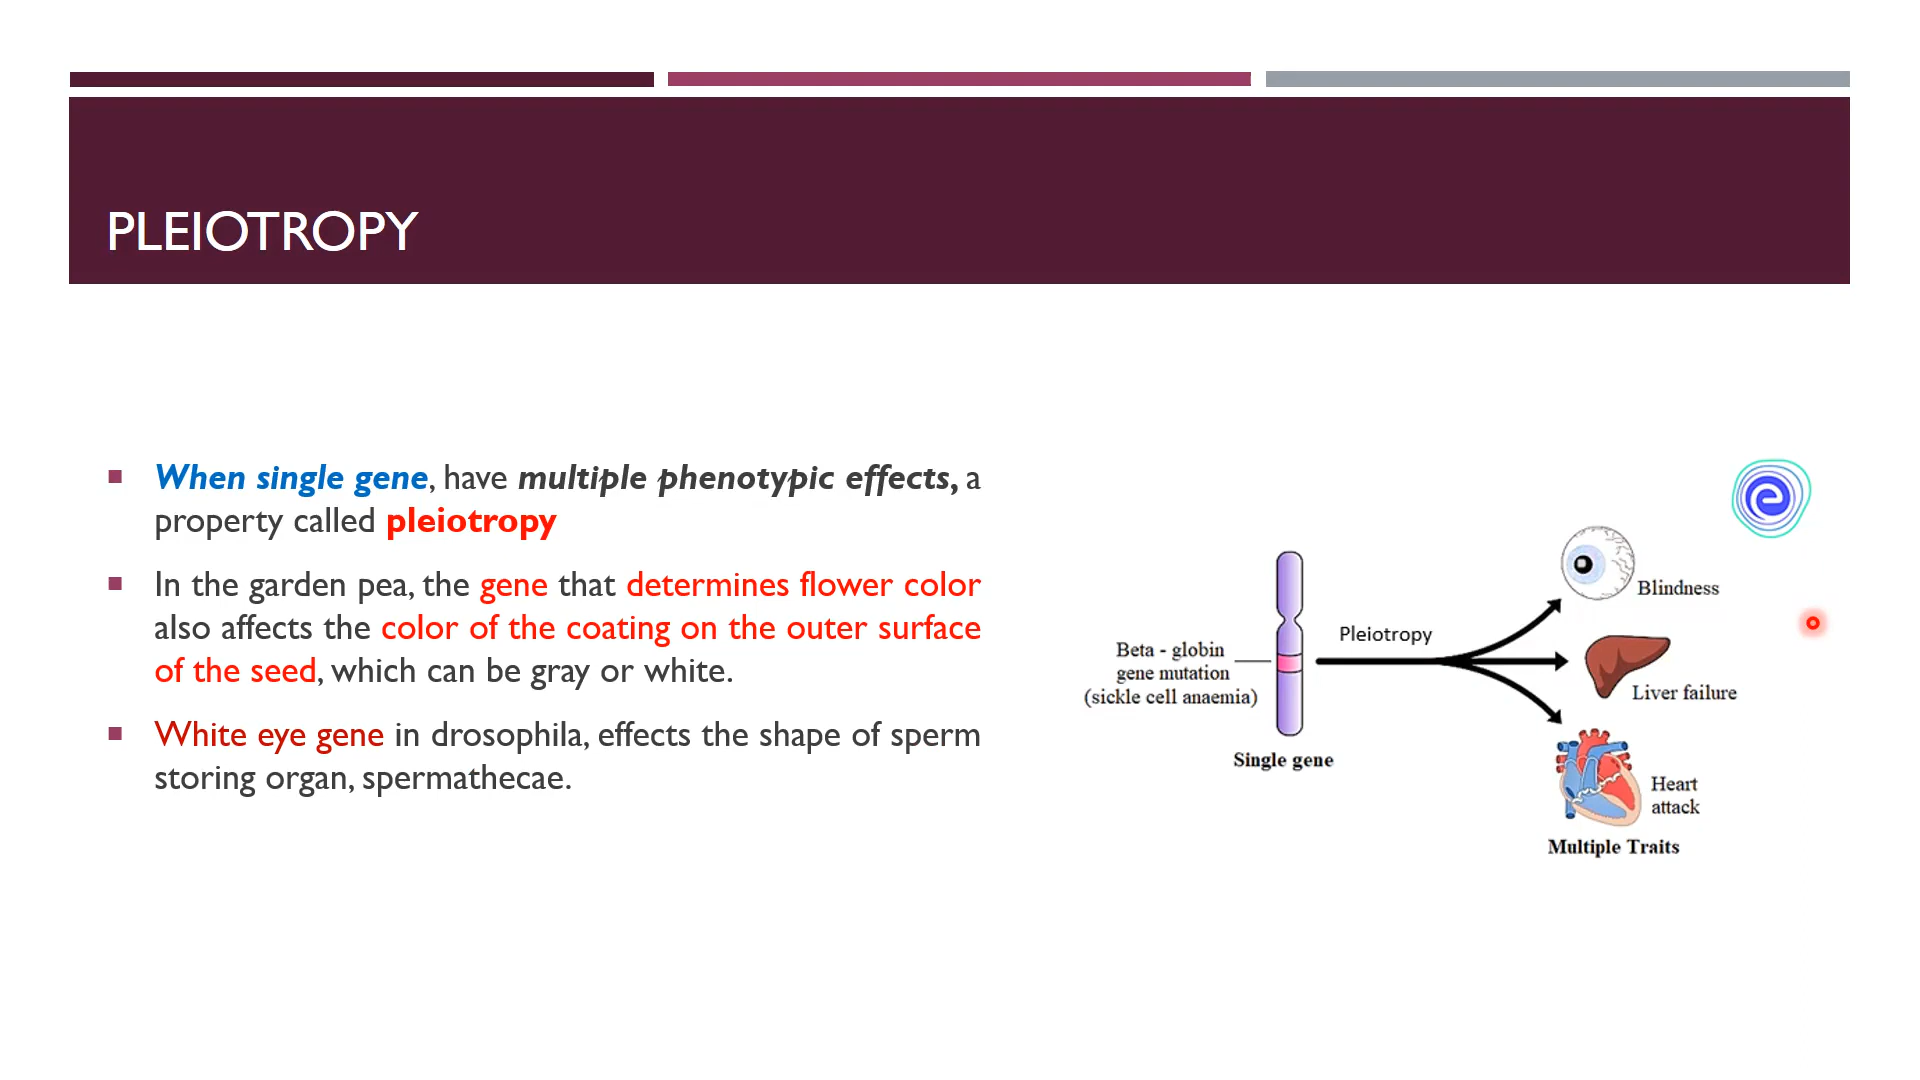 PLEIOTROPY
When single gene, have multiple phenotypic effects, a
property called pleiotropy
In the garden pea, the gene that determines flower color
also affects the color of the coating on the outer surface
of the seed, which can be gray or white.
White eye gene in drosophila, effects the shape of sperm
storing organ, spermathecae.
Beta - globin
gene mutation
(sickle cell anaemia)
Single gene
Pleiotropy
Blindness
Liver failure
Heart
attack
Multiple Traits